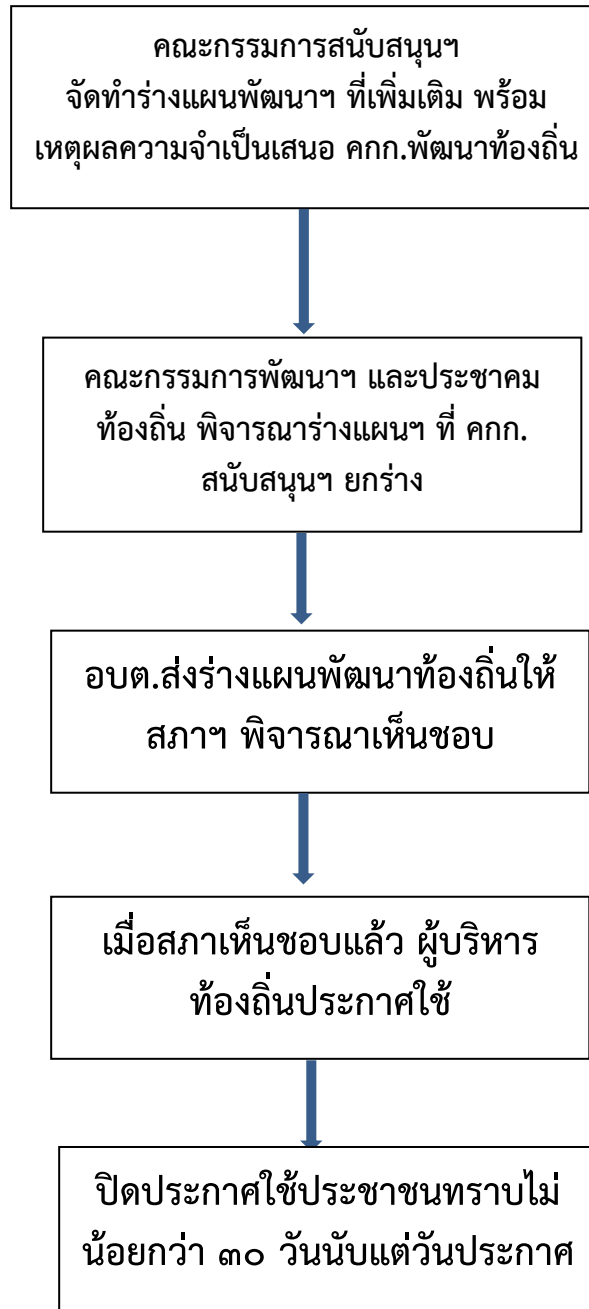 คณะกรรมการสนับสนุนฯ
จัดทำร่างแผนพัฒนาฯ ที่เพิ่มเติม พร้อม
เหตุผลความจำเป็นเสนอ คกก.พัฒนาท้องถิ่น
คณะกรรมการพัฒนาฯ และประชาคม
ท้องถิ่น พิจารณาร่างแผนฯ ที่ คกก.
สนับสนุนฯ ยกร่าง
อบต.ส่งร่างแผนพัฒนาท้องถิ่นให้
สภาฯ พิจารณาเห็นชอบ
เมื่อสภาเห็นชอบแล้ว ผู้บริหาร
ท้องถิ่นประกาศใช้
ปิดประกาศใช้ประชาชนทราบไม่
น้อยกว่า ๓๐ วันนับแต่วันประกาศ